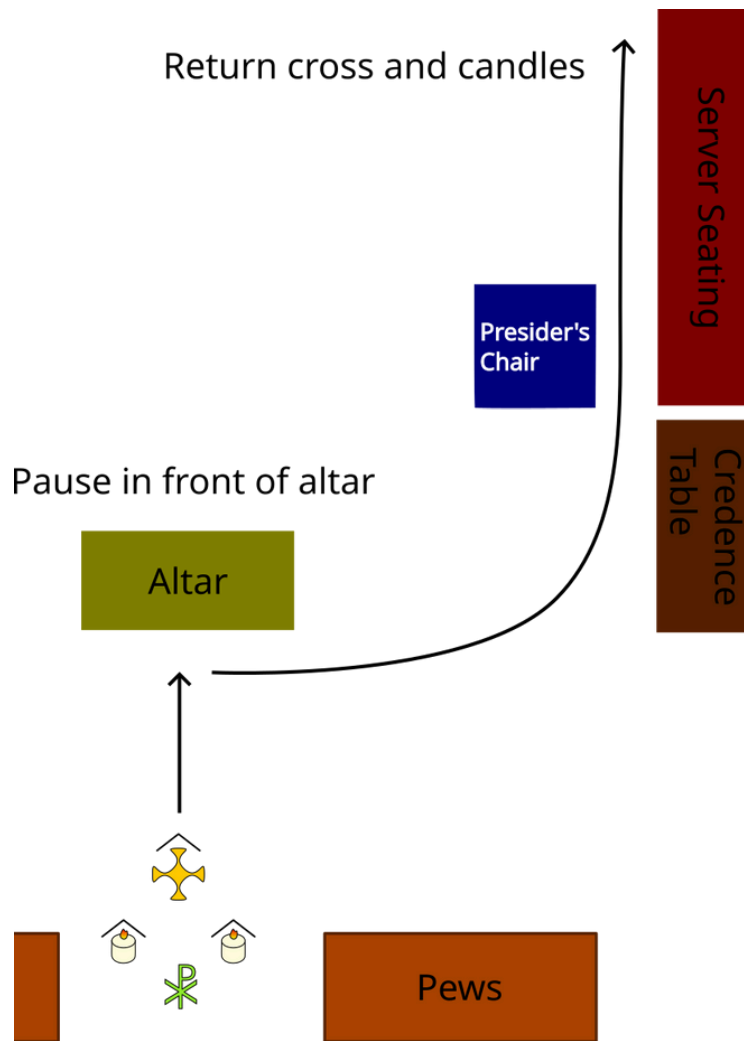 Return cross and candles
Server Seating
Presider's
Chair
Credence
Table
Pause in front of altar
Altar
Pews